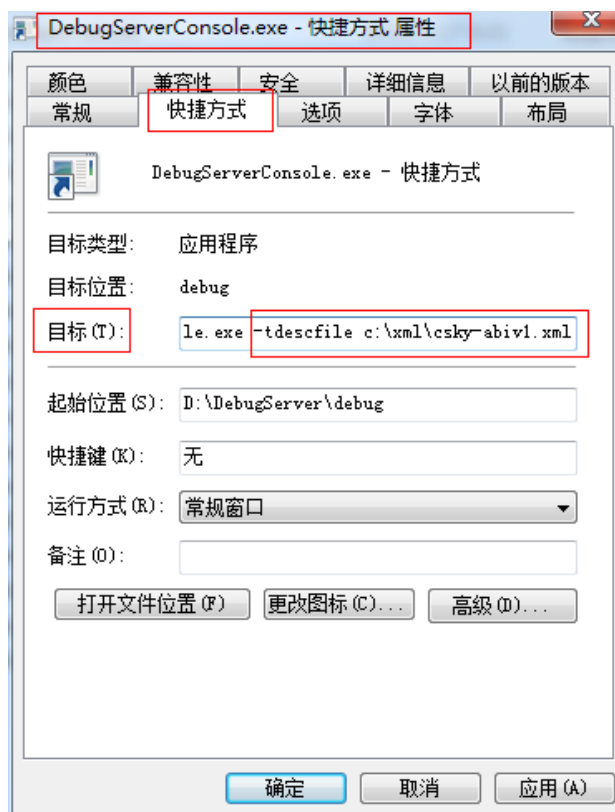 DebugServerConsole.exe - 快捷方式 属性
颜色 兼容性 安全 详细信息 以前的版本
常规 快捷方式 选项 字体 布局
DebugServerConsole.exe - 快捷方式
目标类型: 应用程序
目标位置: debug
目标(T): le.exe -tdescfile c:\xml\csky-abiv1.xml
起始位置(S): D:\DebugServer\debug
快捷键(K): 无
运行方式(R): 常规窗口
备注(O):
打开文件位置(F) 更改图标(C)... 高级(D)...
确定 取消 应用(A)